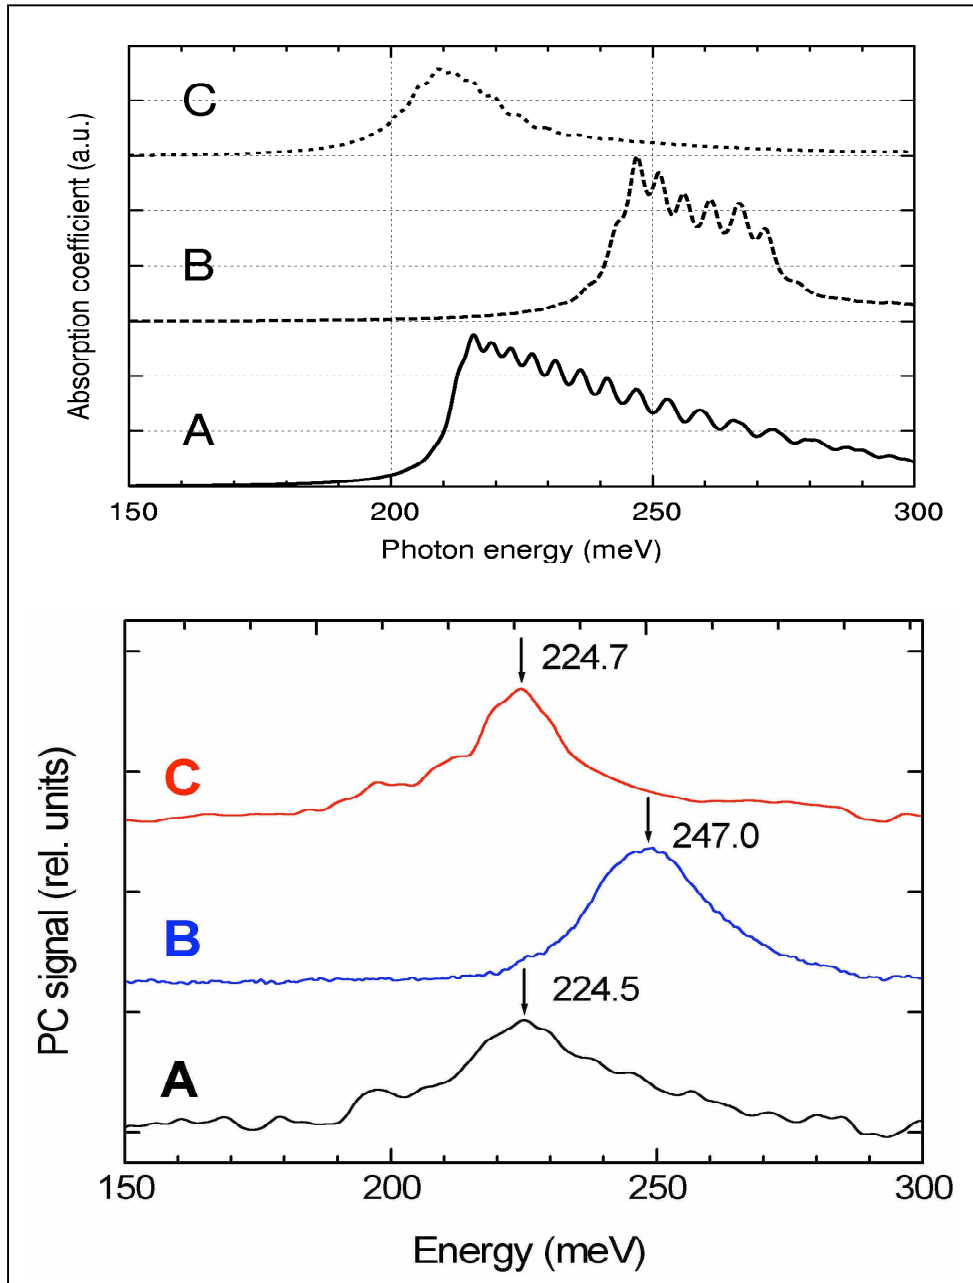 Absorption coefficient (a.u.)
C
B
A
150 200 250 300
Photon energy (meV)
PC signal (rel. units)
224.7
C
247.0
B
224.5
A
150 200 250 300
Energy (meV)